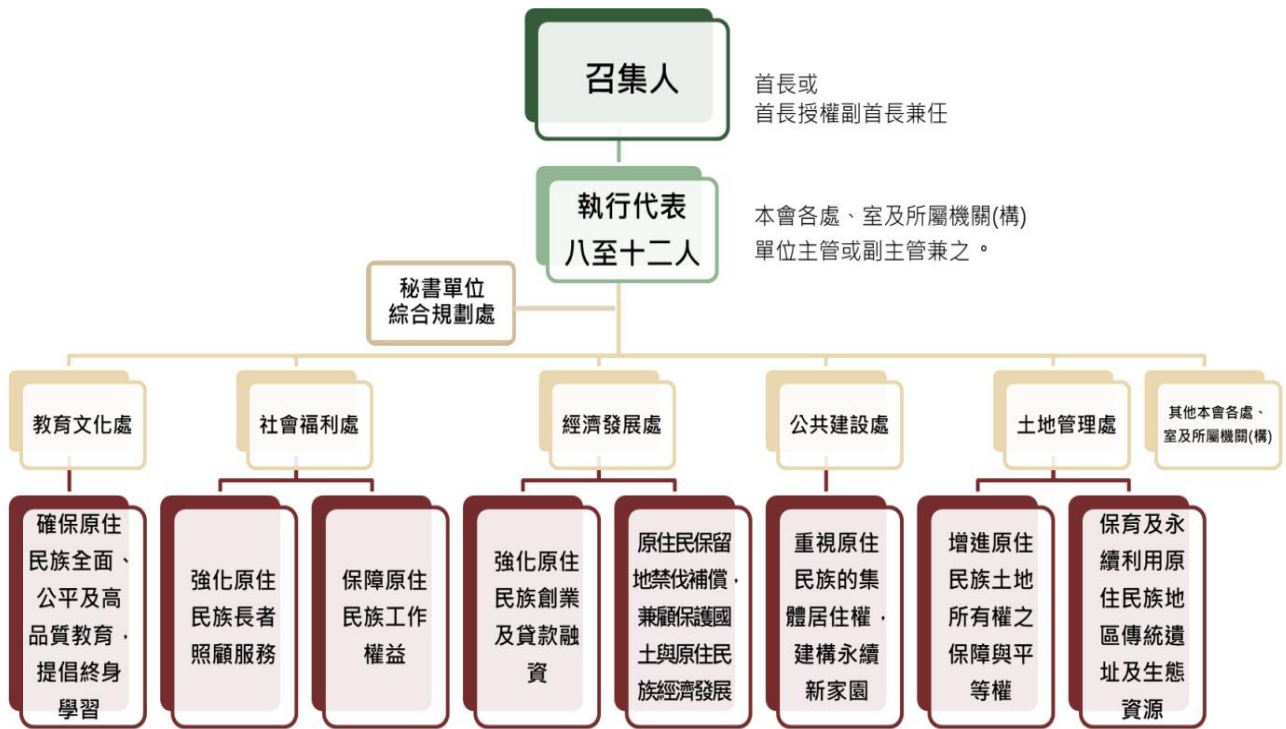 召集人
首長或
首長授權副首長兼任
執行代表
八至十二人
本會各處、室及所屬機關(構)
單位主管或副主管兼之。
秘書單位
綜合規劃處
教育文化處
社會福利處
經濟發展處
公共建設處
土地管理處
其他本會各處、
室及所屬機關(構)
確保原住
民族全面、
公平及高
品質教育，
提倡終身
學習
強化原住
民族長者
照顧服務
保障原住
民族工作
權益
強化原住
民族創業
及貸款融
資
原住民保留
地禁伐補償，
兼顧保護國
土與原住民
族經濟發展
重視原住
民族的集
體居住權，
建構永續
新家園
增進原住
民族土地
所有權之
保障與平
等權
保育及永
續利用原
住民族地
區傳統遺
址及生態
資源